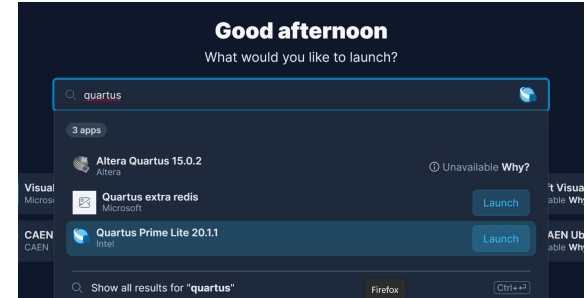 Good afternoon
What would you like to launch?
quartus
3 apps
Altera Quartus 15.0.2
Altera
Unavailable Why?
Visual
Microso
Quartus extra redis
Microsoft
Launch
ft Visua
able Why
CAEN
CAEN
Quartus Prime Lite 20.1.1
Intel
Launch
AEN Ub
able Why
Show all results for "quartus"
Firefox
Ctrl+⏎